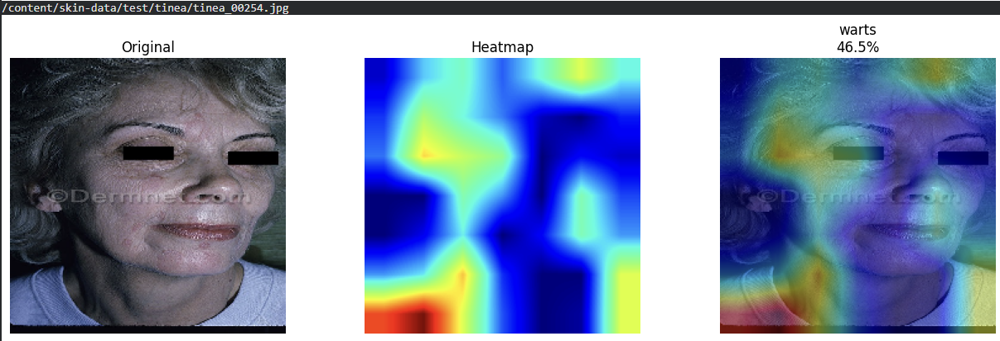 /content/skin-data/test/tinea/tinea_00254.jpg
Original
Heatmap
warts
46.5%
©Dermnet.com
©Dermnet.com